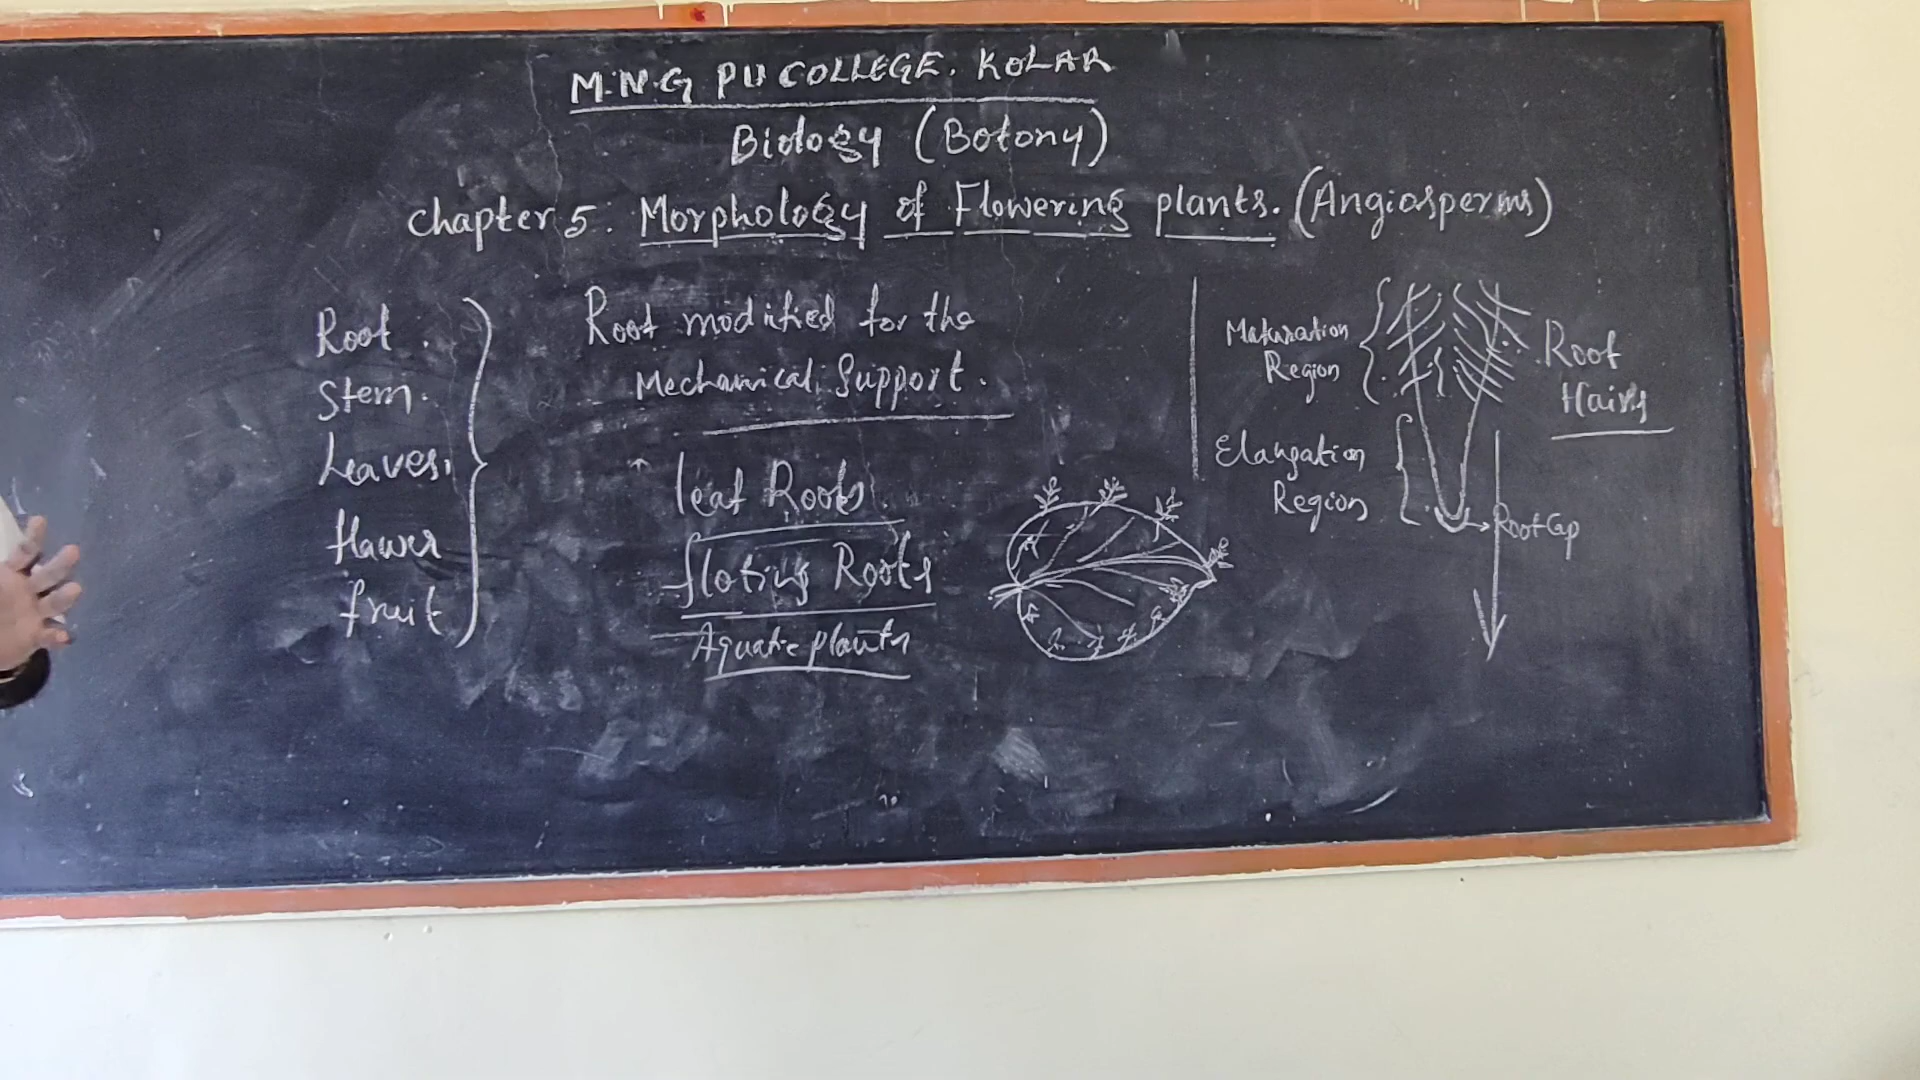 M.N.G PU COLLEGE. KOLAR
Biology (Botony)
Chapter 5. Morphology of Flowering plants. (Angiosperms)
Root
Stem.
Leaves.
flower
fruit
Root modified for the
Mechanical Support.
leaf Roots
floting Roots
Aquatic plants
Maturation
Region
Root
Hairs
Elangation
Region
Root Cap